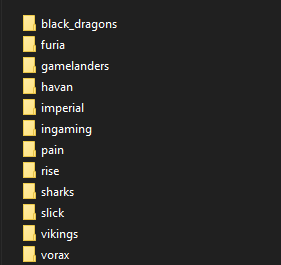 black_dragons
furia
gamelanders
havan
imperial
ingaming
pain
rise
sharks
slick
vikings
vorax